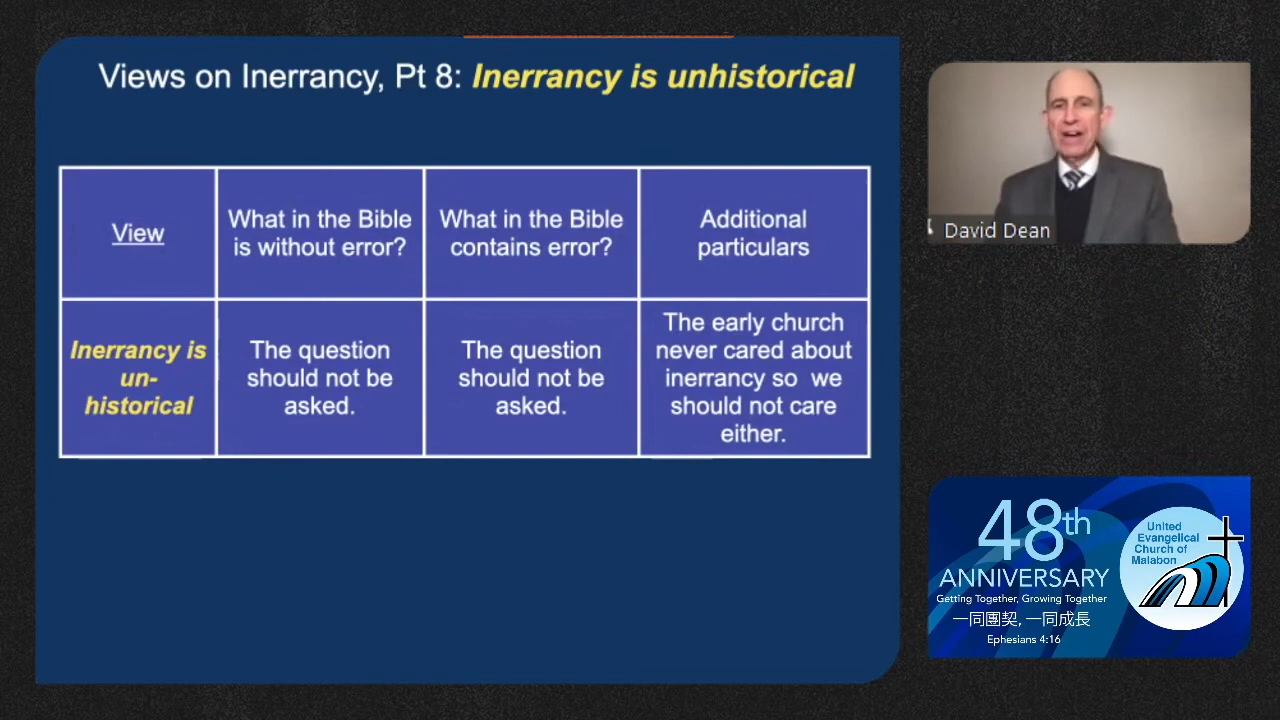 Views on Inerrancy, Pt 8: Inerrancy is unhistorical
View
What in the Bible
is without error?
What in the Bible
contains error?
Additional
particulars
Inerrancy is
un-
historical
The question
should not be
asked.
The question
should not be
asked.
The early church
never cared about
inerrancy so we
should not care
either.
David Dean
48th
ANNIVERSARY
Getting Together, Growing Together
一同團契, 一同成長
Ephesians 4:16
United
Evangelical
Church of
Malabon